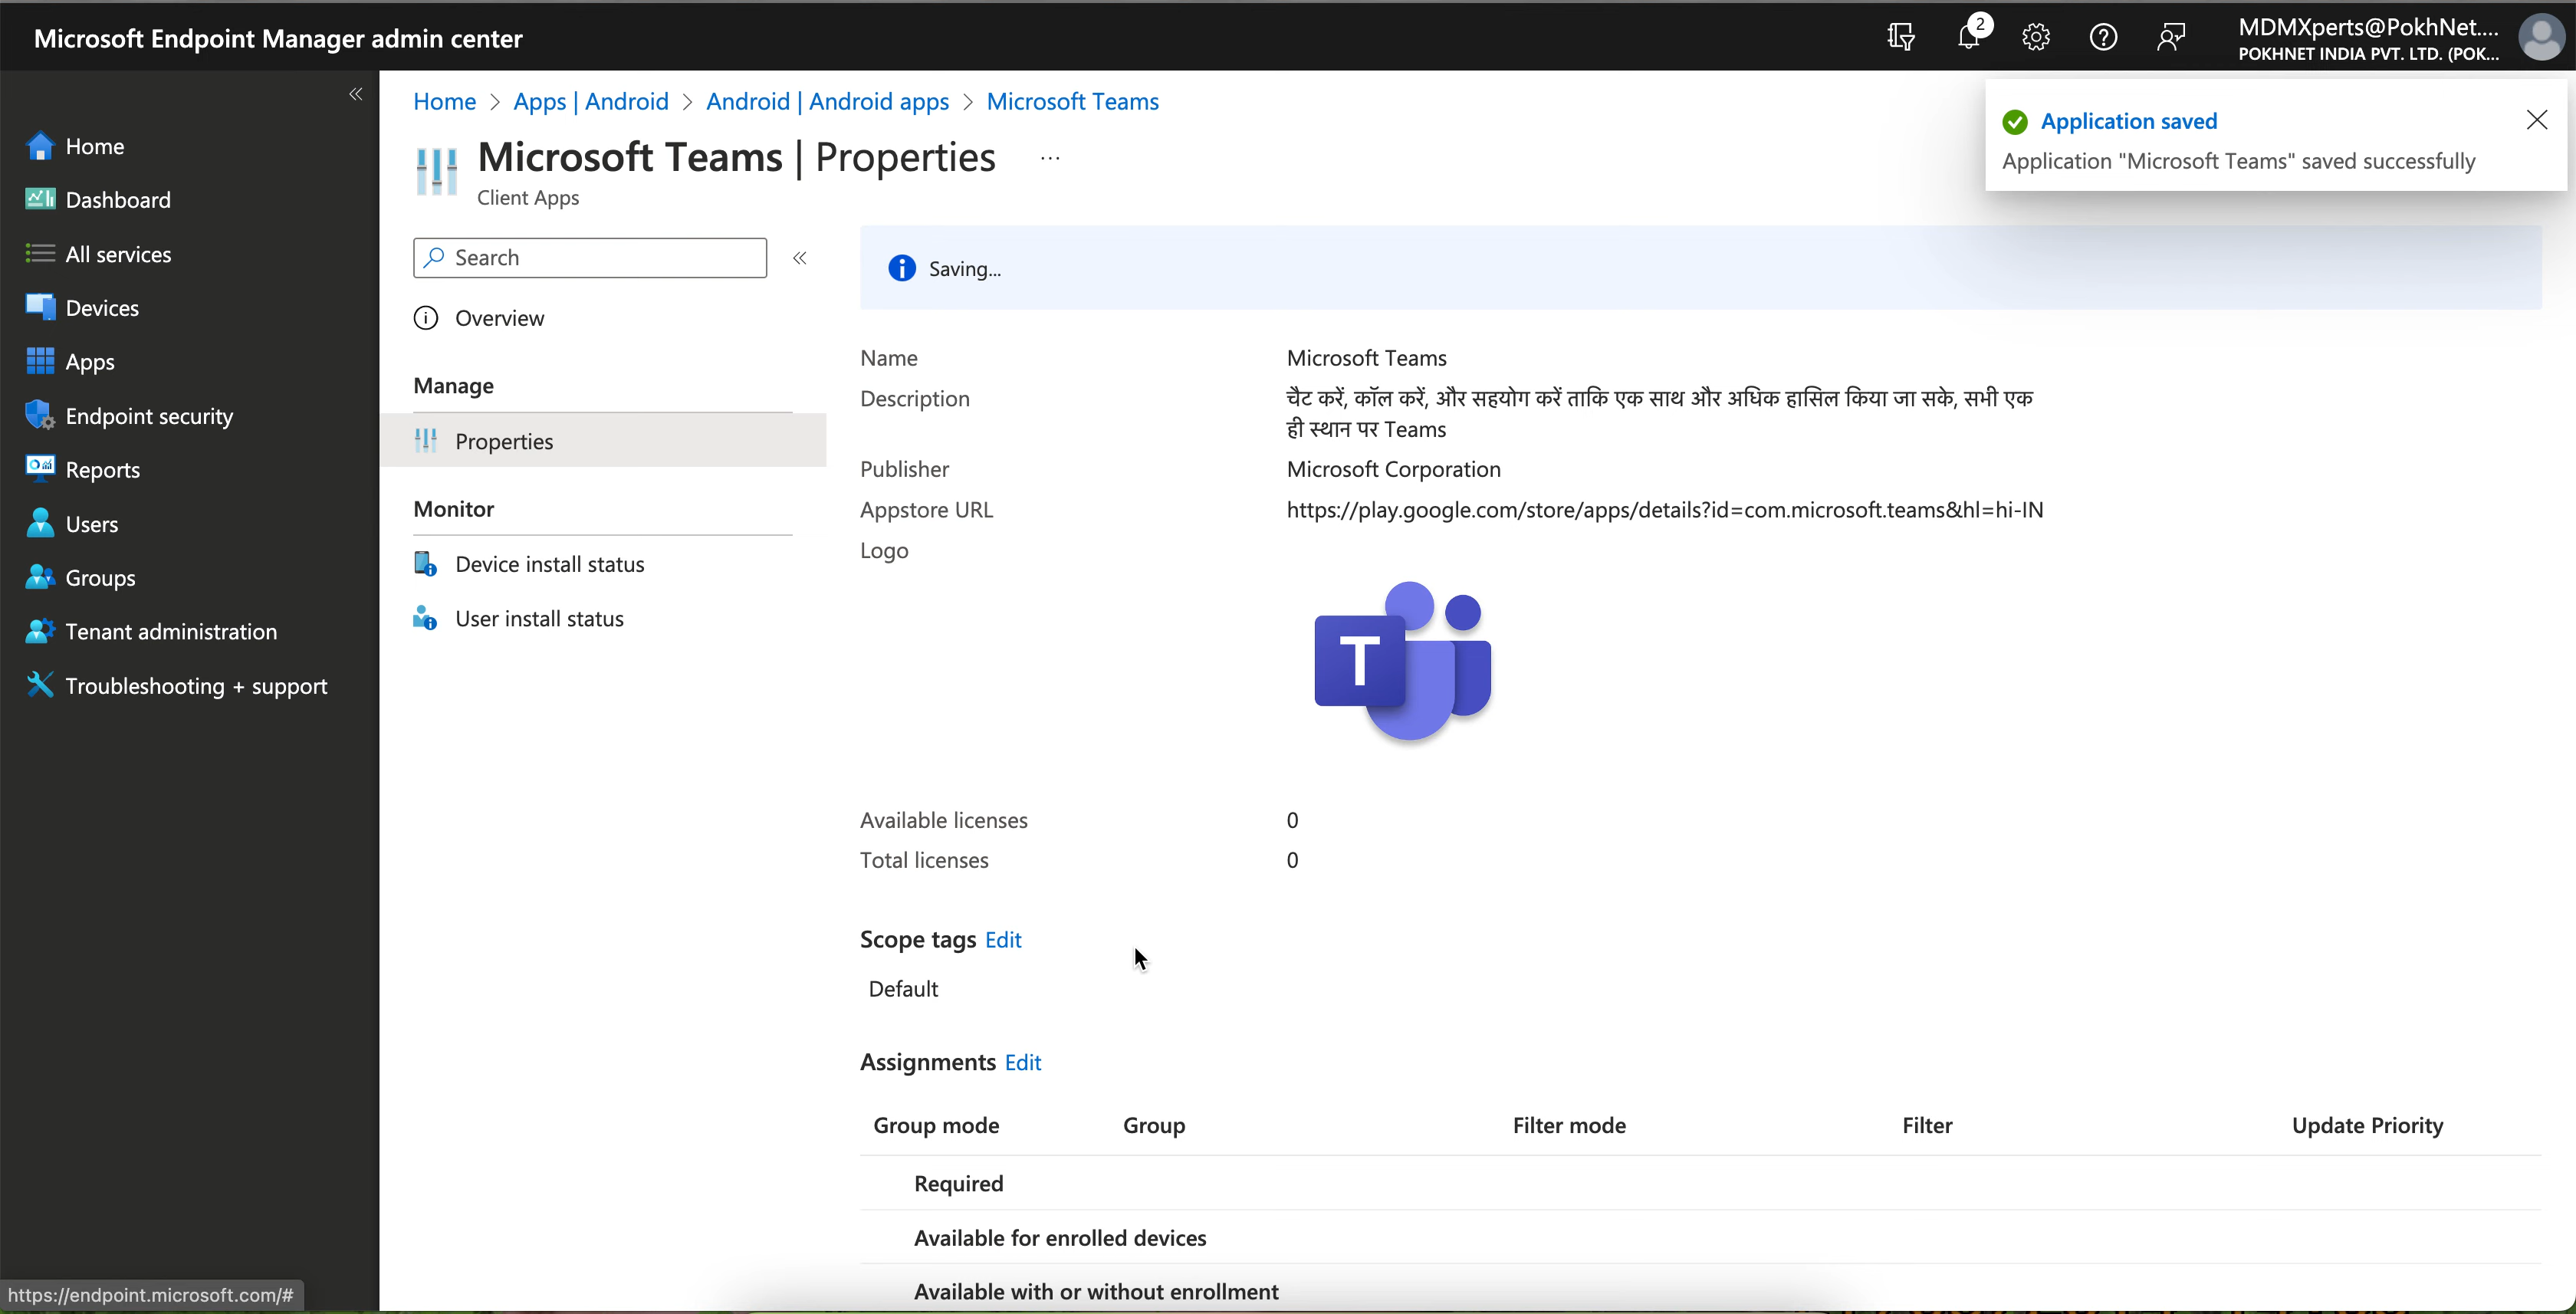 Microsoft Endpoint Manager admin center
2
MDMXperts@PokhNet....
POKHNET INDIA PVT. LTD. (POK...
Home
Dashboard
All services
Devices
Apps
Endpoint security
Reports
Users
Groups
Tenant administration
Troubleshooting + support
https://endpoint.microsoft.com/#
Home > Apps | Android > Android | Android apps > Microsoft Teams
Microsoft Teams | Properties ...
Client Apps
Application saved
Application "Microsoft Teams" saved successfully
Search
Overview
Manage
Properties
Monitor
Device install status
User install status
Saving...
Name Microsoft Teams
Description चैट करें, कॉल करें, और सहयोग करें ताकि एक साथ और अधिक हासिल किया जा सके, सभी एक
ही स्थान पर Teams
Publisher Microsoft Corporation
Appstore URL https://play.google.com/store/apps/details?id=com.microsoft.teams&hl=hi-IN
Logo
T
Available licenses 0
Total licenses 0
Scope tags Edit
Default
Assignments Edit
Group mode Group Filter mode Filter Update Priority
Required
Available for enrolled devices
Available with or without enrollment